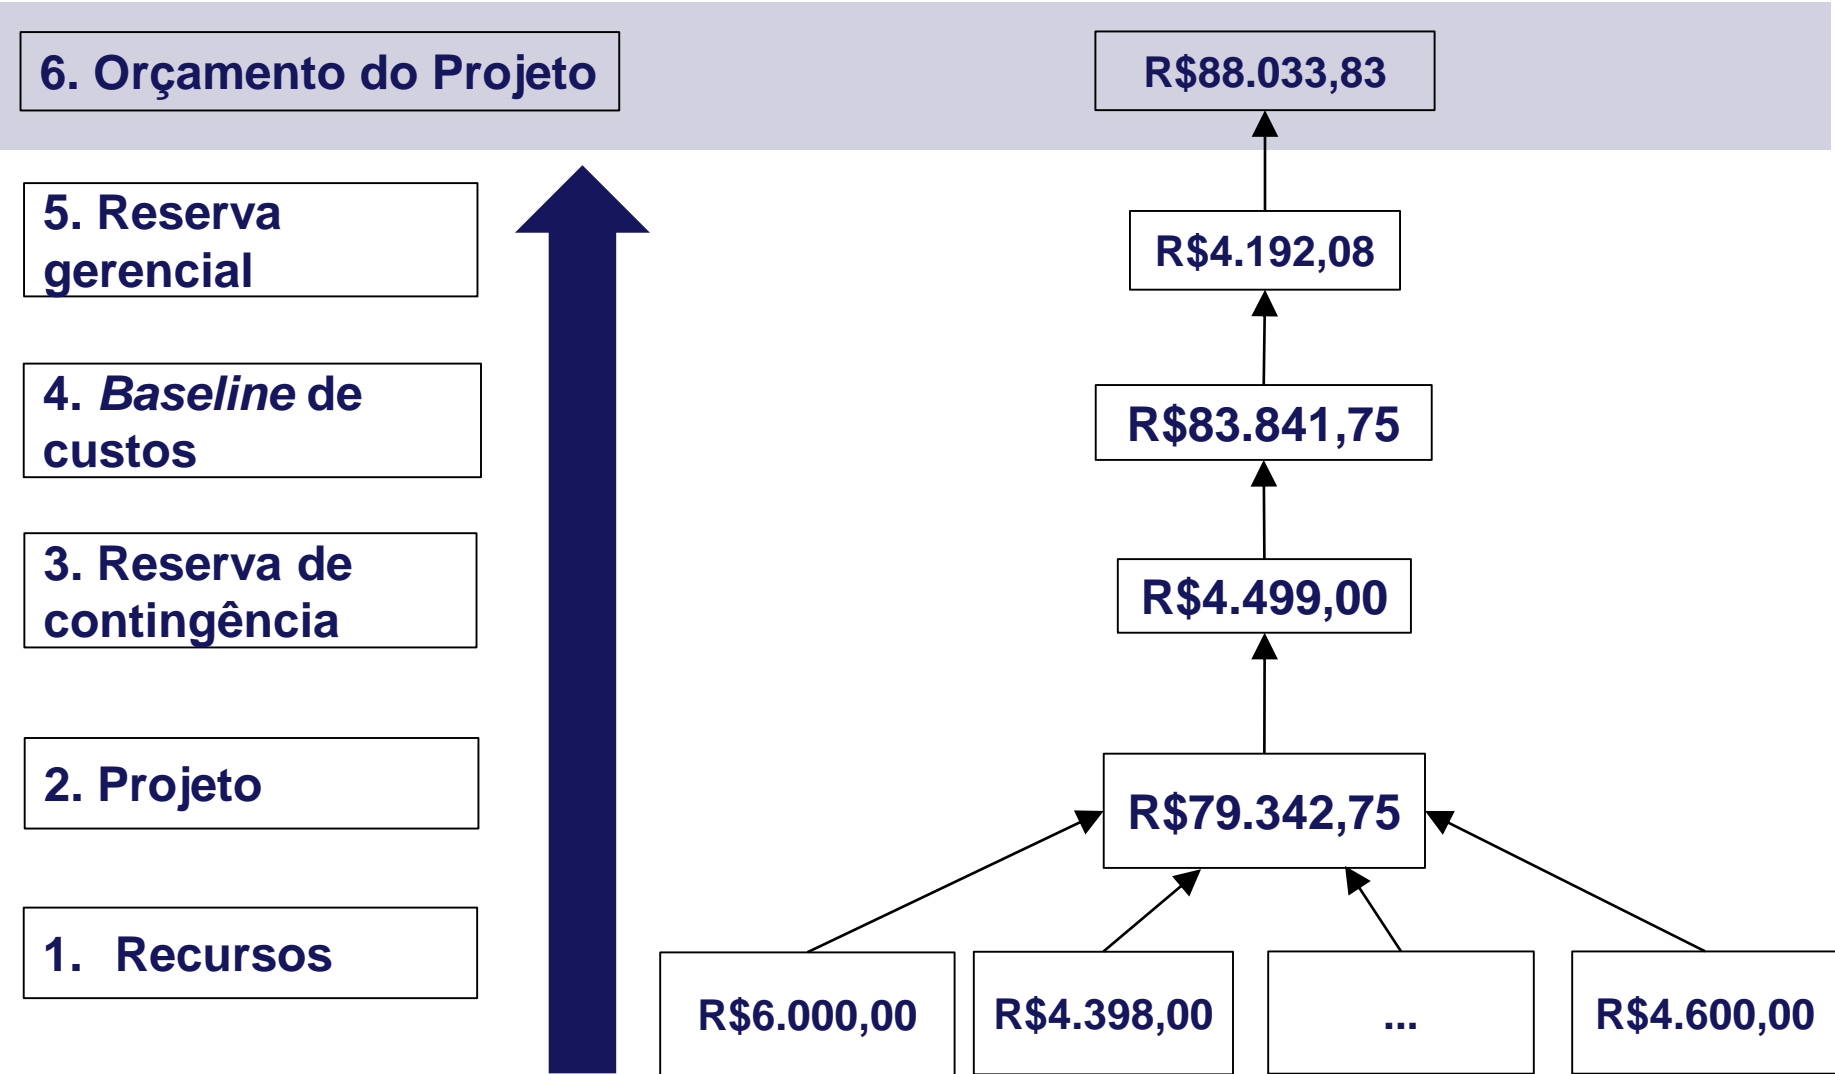 6. Orçamento do Projeto
R$88.033,83
5. Reserva
gerencial
R$4.192,08
4. Baseline de
custos
R$83.841,75
3. Reserva de
contingência
R$4.499,00
2. Projeto
R$79.342,75
1. Recursos
R$6.000,00
R$4.398,00
...
R$4.600,00